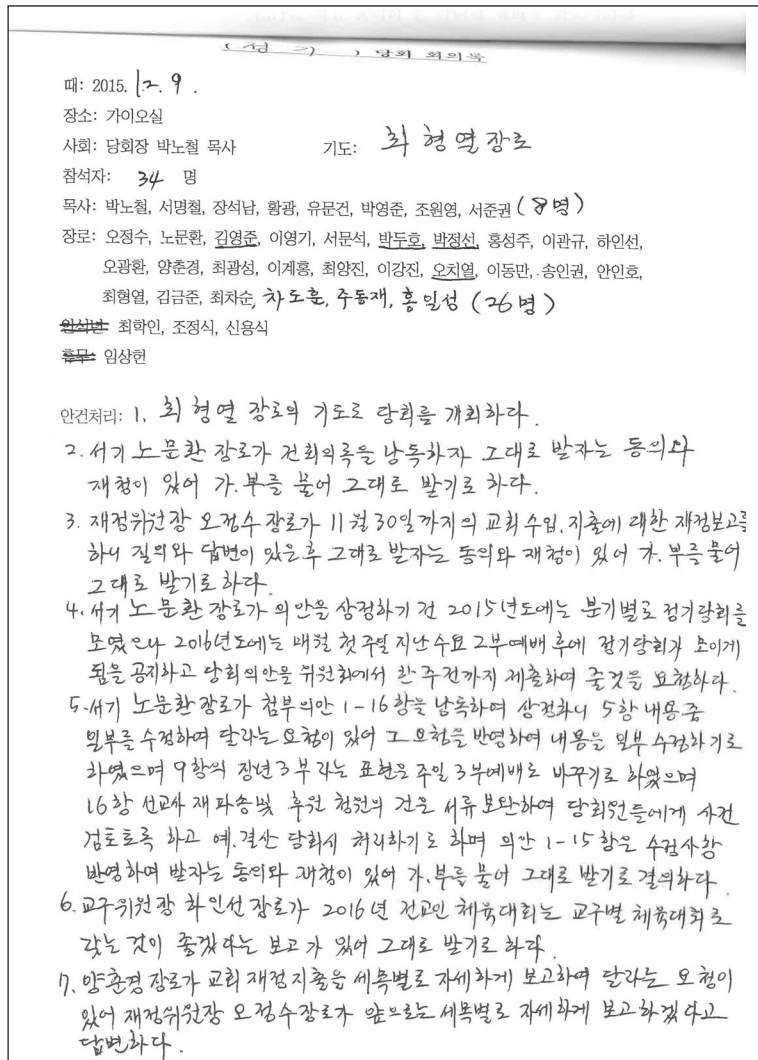 ( 정 기 ) 당회 회의록
때: 2015. 12. 9.
장소: 가이오실
사회: 당회장 박노철 목사 기도: 최형열장로
참석자: 34 명
목사: 박노철, 서명철, 장석남, 황광, 유문건, 박영준, 조원영, 서준권 (8명)
장로: 오정수, 노문환, 김영준, 이영기, 서문석, 박두호, 박정선, 홍성주, 이관규, 하인선,
오광환, 양춘경, 최광성, 이계홍, 최양진, 이강진, 오치열, 이동만, 송인권, 안인호,
최형열, 김금준, 최차순, 차도훈, 주동재, 홍일성 (26명)
최학인, 조정식, 신용식
휴무: 임상헌
안건처리: 1. 최형열 장로의 기도로 당회를 개회하다.
2. 서기 노문환 장로가 전회의록을 낭독하자 그대로 받자는 동의와
재청이 있어 가.부를 물어 그대로 받기로 하다.
3. 재정위원장 오정수 장로가 11월 30일까지의 교회수입.지출에 대한 재정보고를
하니 질의와 답변이 있은후 그대로 받자는 동의와 재청이 있어 가.부를 물어
그대로 받기로 하다.
4. 서기 노문환 장로가 의안을 상정하기 전 2015년도에는 분기별로 정기당회를
모였으나 2016년도에는 매월 첫주일 지난 수요 2부예배 후에 정기당회가 모이게
됨을 공지하고 당회의안을 위원회에서 한 주전까지 제출하여 줄것을 요청하다.
5. 서기 노문환장로가 첨부의안 1-16항을 낭독하여 상정하니 5항 내용중
일부를 수정하여 달라는 요청이 있어 그 요청을 반영하여 내용을 일부 수정하기로
하였으며 9항의 장년3부라는 표현은 주일3부예배로 바꾸기로 하였으며
16항 선교사 재파송및 후원 청원의 건은 서류보완하여 당회원들에게 사전
검토토록 하고 예.결산 당회시 처리하기로 하며 의안 1-15항은 수정사항
반영하여 받자는 동의와 재청이 있어 가.부를 물어 그대로 받기로 결의하다.
6. 교구위원장 하인선 장로가 2016년 전교인 체육대회는 교구별 체육대회로
갖는 것이 좋겠다는 보고가 있어 그대로 받기로 하다.
7. 양춘경 장로가 교회 재정지출을 세목별로 자세하게 보고하여 달라는 요청이
있어 재정위원장 오정수장로가 앞으로는 세목별로 자세하게 보고하겠다고
답변하다.